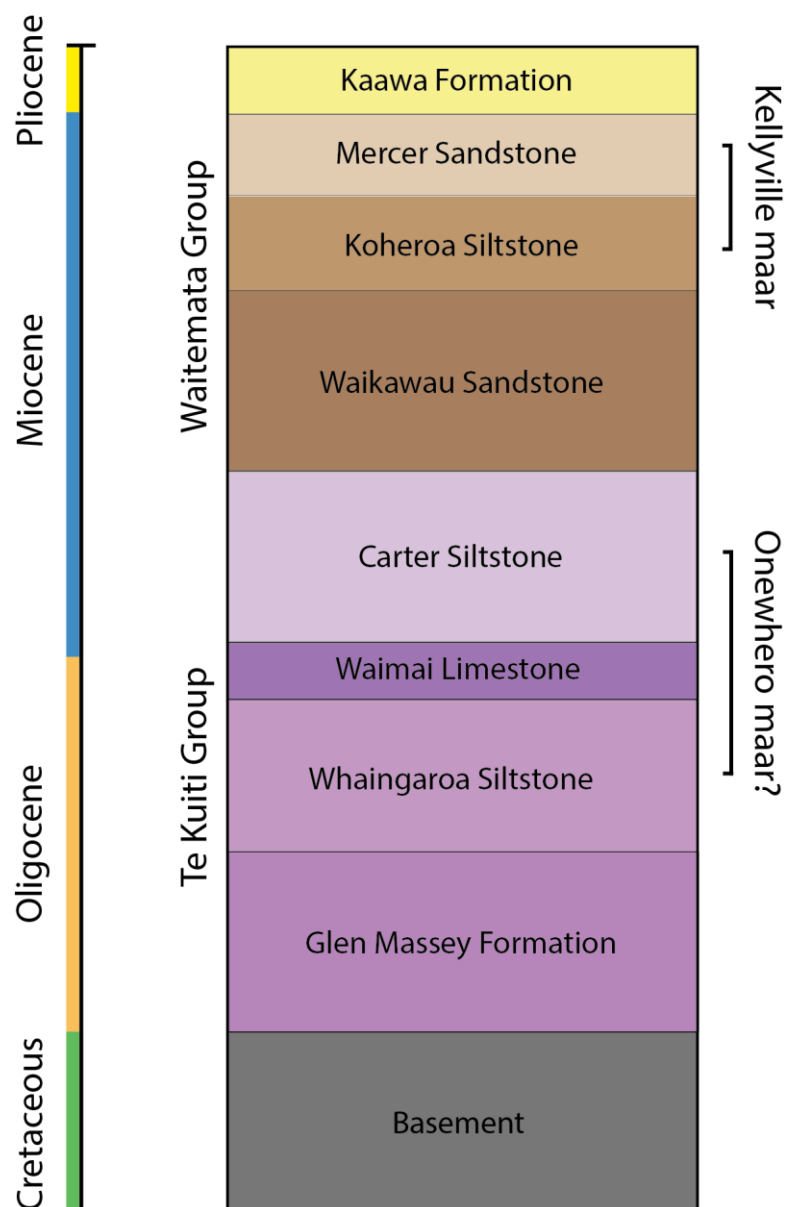 Pliocene
Miocene
Oligocene
Cretaceous
Waitemata Group
Te Kuiti Group
Kaawa Formation
Mercer Sandstone
Koheroa Siltstone
Waikawau Sandstone
Carter Siltstone
Waimai Limestone
Whaingaroa Siltstone
Glen Massey Formation
Basement
Kellyville maar
Onewhero maar?